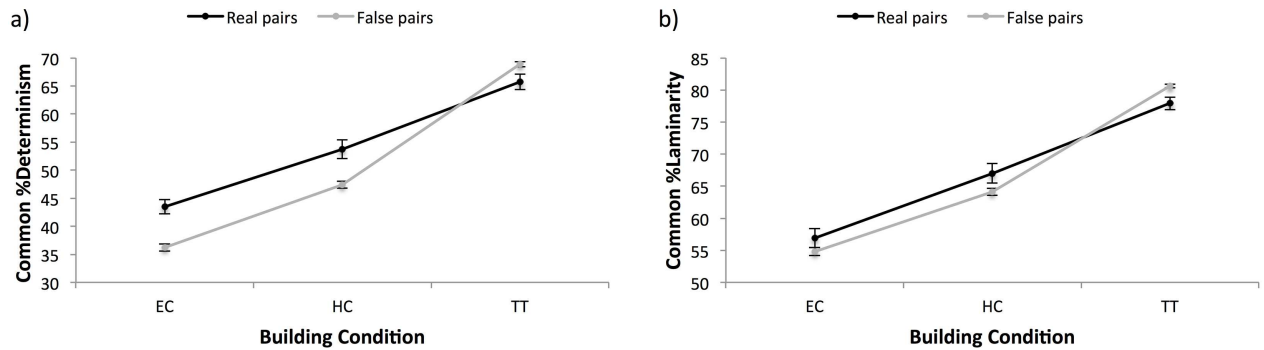 a)
Real pairs
False pairs
Common %Determinism
70
65
60
55
50
45
40
35
30
EC
HC
TT
Building Condition
b)
Real pairs
False pairs
Common %Laminarity
85
80
75
70
65
60
55
50
EC
HC
TT
Building Condition